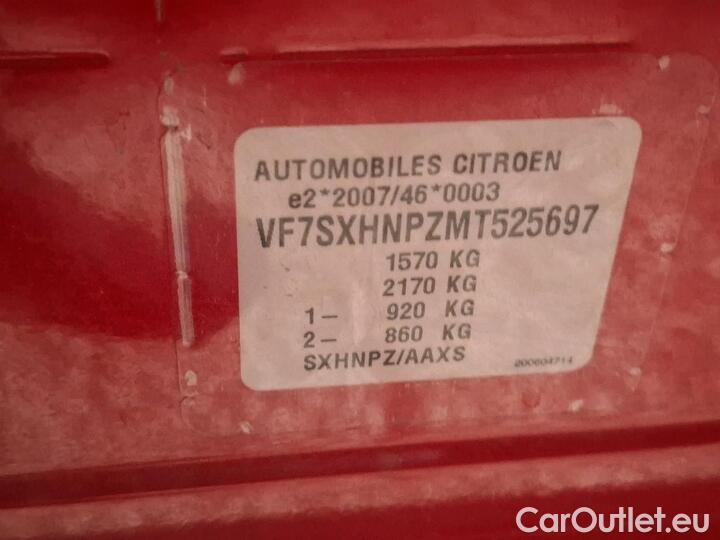 AUTOMOBILES CITROEN
e2*2007/46*0003
VF7SXHNPZMT525697
1570 KG
2170 KG
1– 920 KG
2– 860 KG
SXHNPZ/AAXS
200604714
CarOutlet.eu